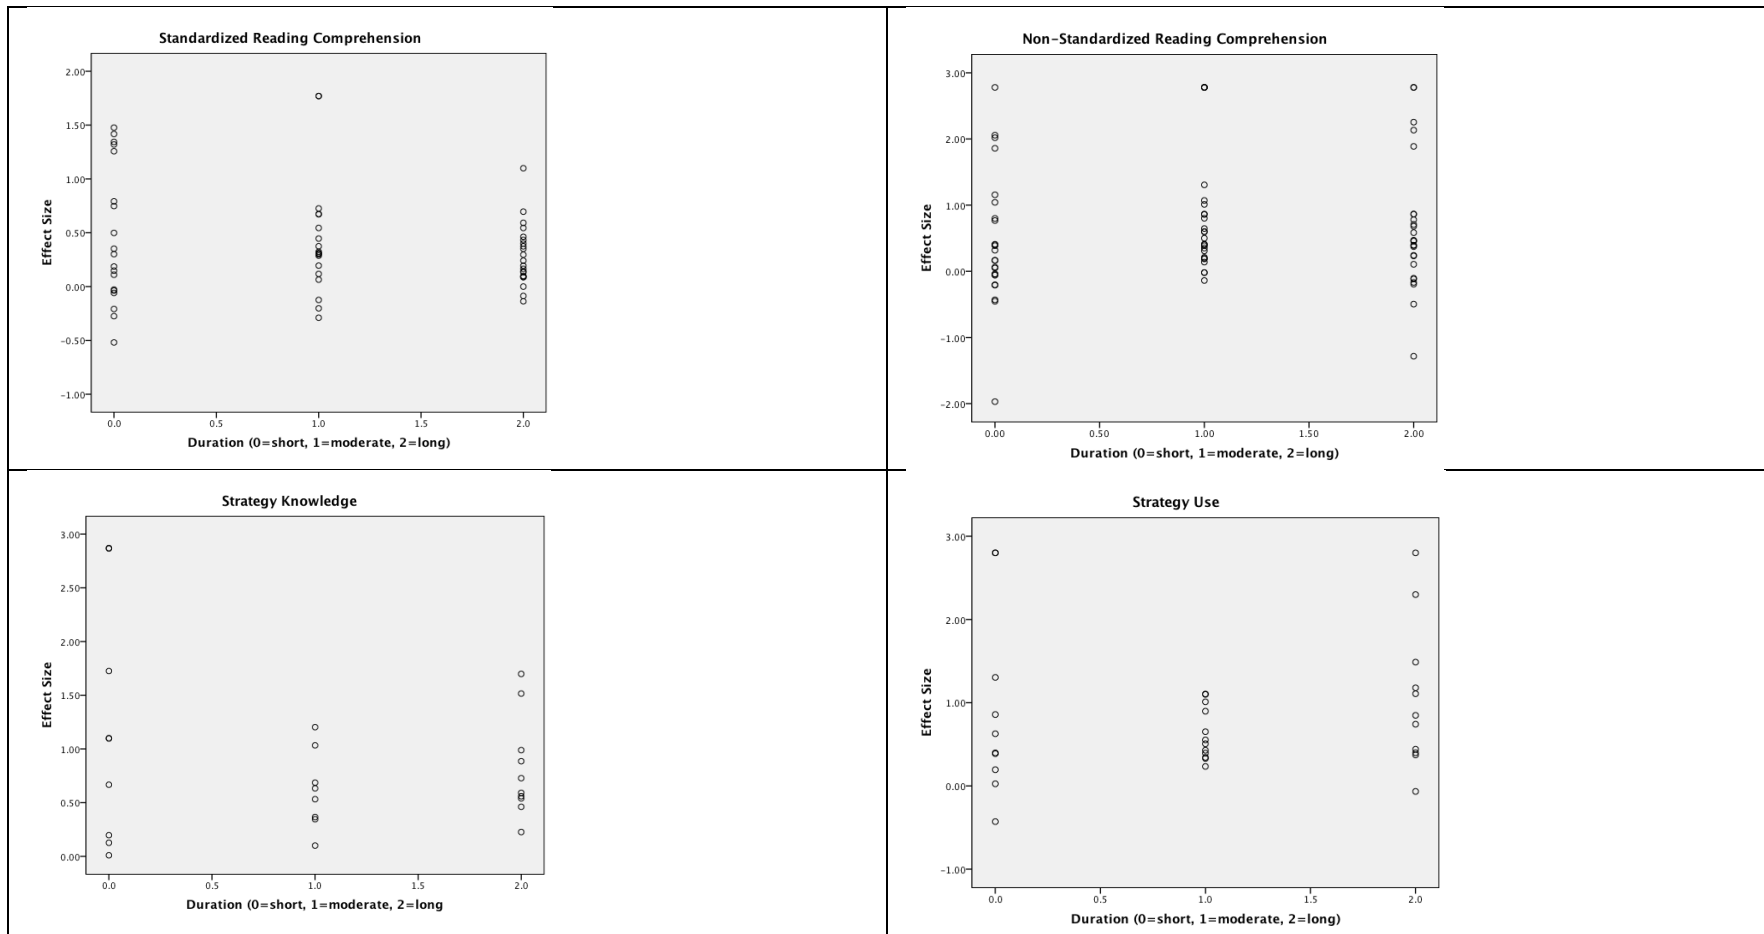 Standardized Reading Comprehension
2.00
1.50
1.00
0.50
0.00
−0.50
−1.00
Effect Size
0.0 0.5 1.0 1.5 2.0
Duration (0=short, 1=moderate, 2=long)
Non-Standardized Reading Comprehension
3.00
2.00
1.00
0.00
−1.00
−2.00
Effect Size
0.00 0.50 1.00 1.50 2.00
Duration (0=short, 1=moderate, 2=long)
Strategy Knowledge
3.00
2.50
2.00
1.50
1.00
0.50
0.00
Effect Size
0.0 0.5 1.0 1.5 2.0
Duration (0=short, 1=moderate, 2=long
Strategy Use
3.00
2.00
1.00
0.00
−1.00
Effect Size
0.0 0.5 1.0 1.5 2.0
Duration (0=short, 1=moderate, 2=long)